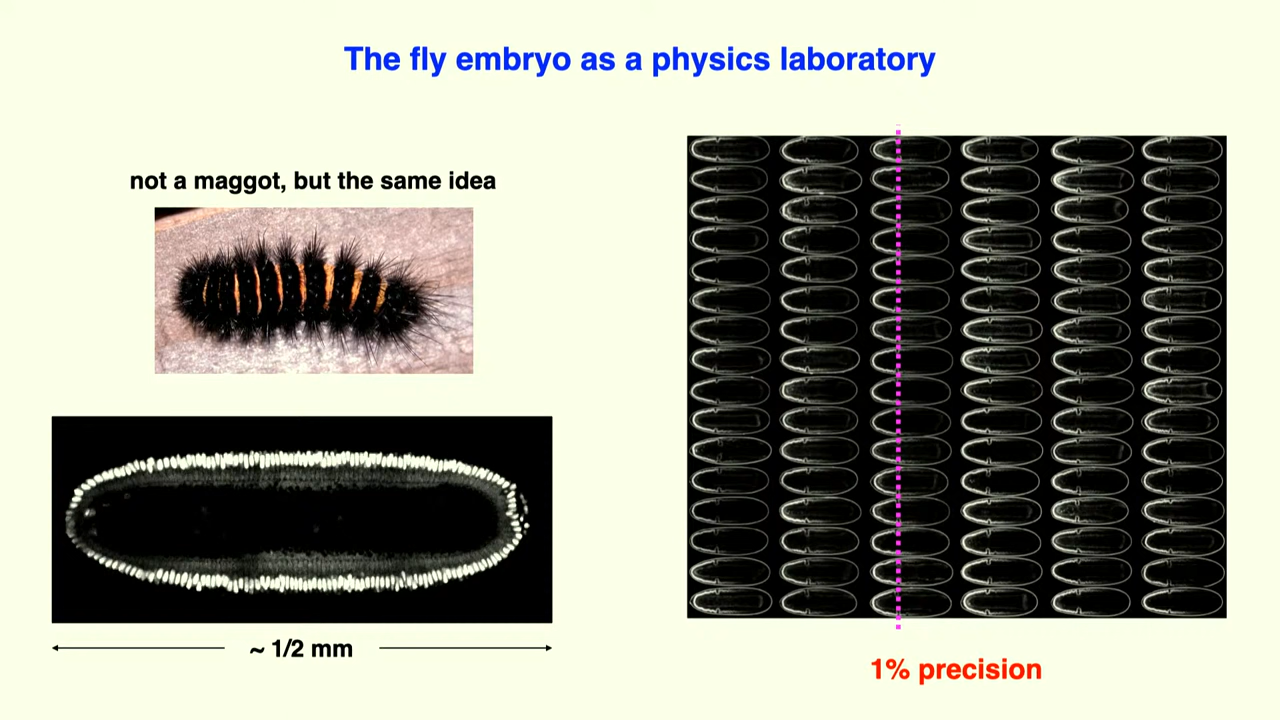 The fly embryo as a physics laboratory
not a maggot, but the same idea
~ 1/2 mm
1% precision